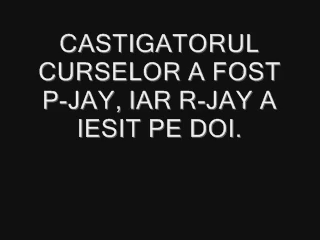 CASTIGATORUL
CURSELOR A FOST
P-JAY, IAR R-JAY A
IESIT PE DOI.